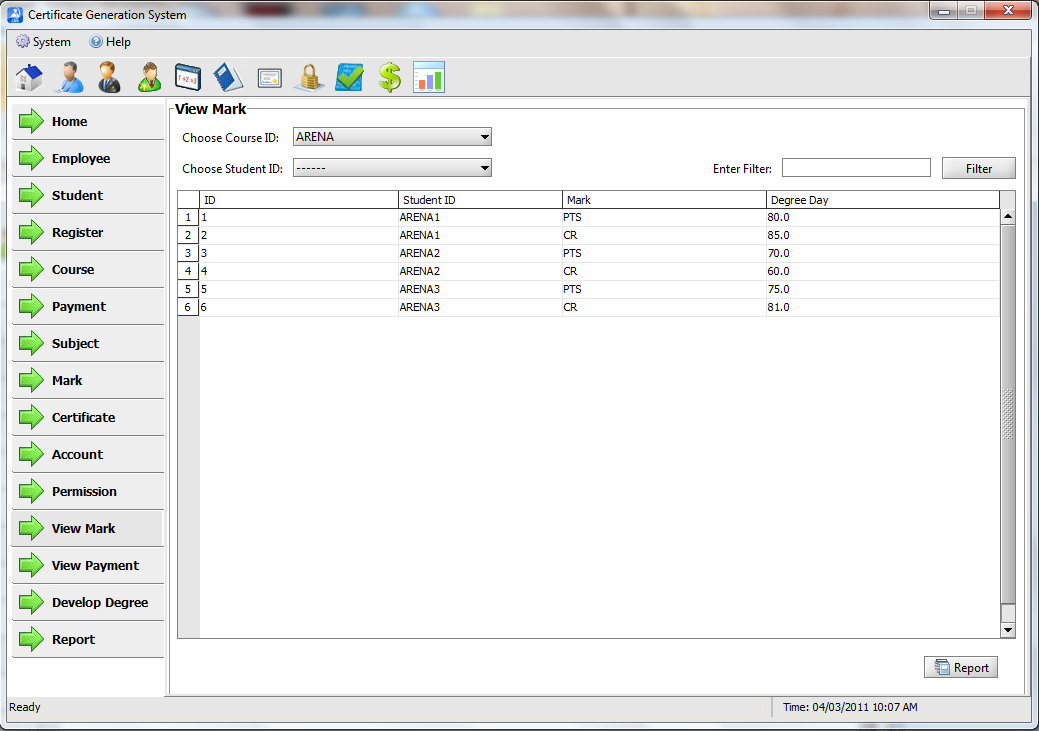 Certificate Generation System
System Help
Home
Employee
Student
Register
Course
Payment
Subject
Mark
Certificate
Account
Permission
View Mark
View Payment
Develop Degree
Report
View Mark
Choose Course ID: ARENA
Choose Student ID: ------ Enter Filter: Filter
ID Student ID Mark Degree Day
1 1 ARENA1 PTS 80.0
2 2 ARENA1 CR 85.0
3 3 ARENA2 PTS 70.0
4 4 ARENA2 CR 60.0
5 5 ARENA3 PTS 75.0
6 6 ARENA3 CR 81.0
Report
Ready Time: 04/03/2011 10:07 AM